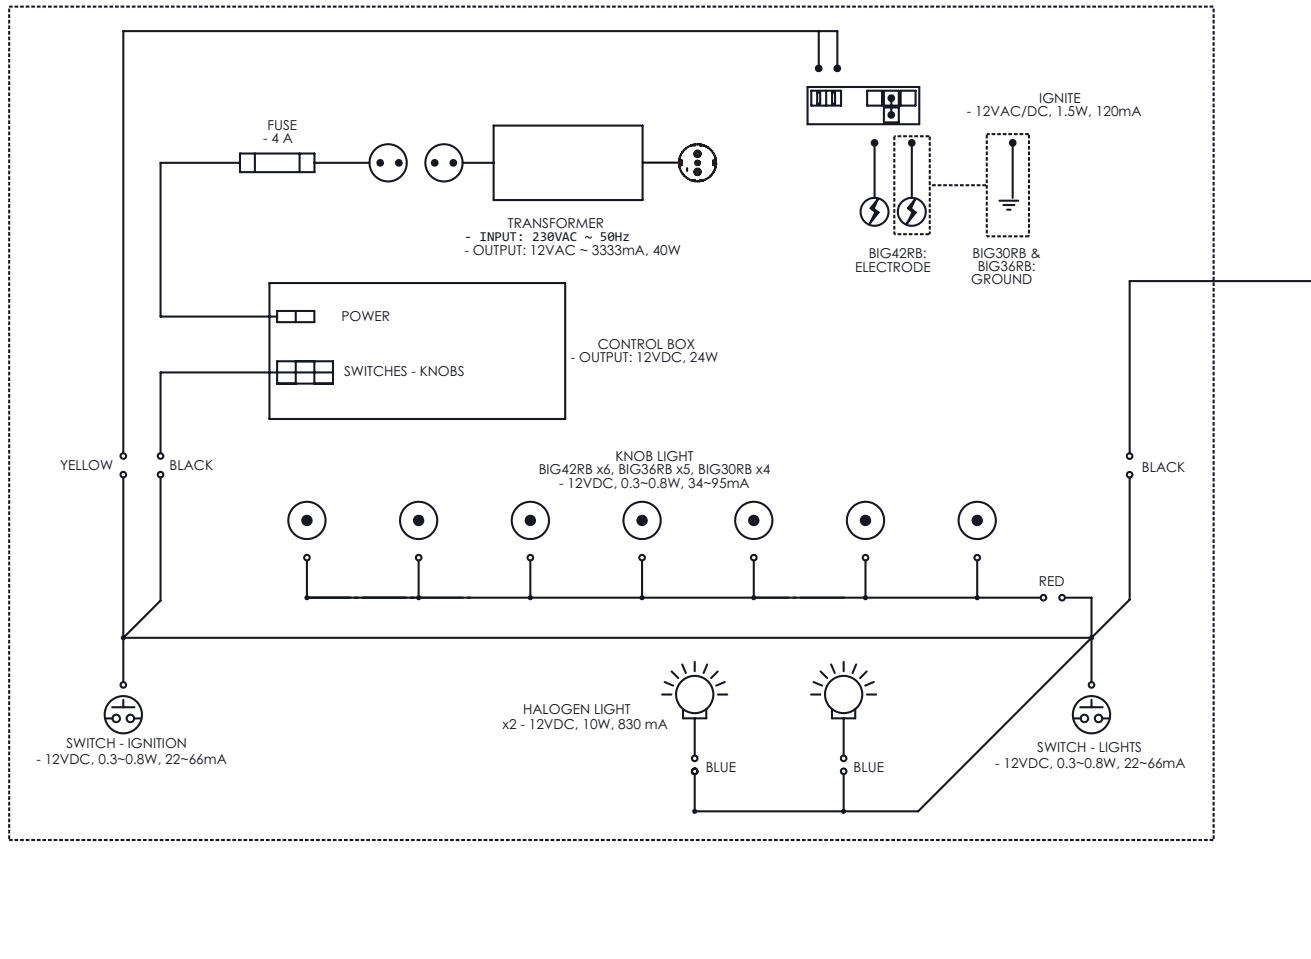 IGNITE
- 12VAC/DC, 1.5W, 120mA
FUSE
- 4 A
TRANSFORMER
- INPUT: 230VAC ~ 50Hz
- OUTPUT: 12VAC ~ 3333mA, 40W
BIG42RB:
ELECTRODE
BIG30RB &
BIG36RB:
GROUND
POWER
CONTROL BOX
- OUTPUT: 12VDC, 24W
SWITCHES - KNOBS
YELLOW
BLACK
KNOB LIGHT
BIG42RB x6, BIG36RB x5, BIG30RB x4
- 12VDC, 0.3~0.8W, 34~95mA
BLACK
RED
HALOGEN LIGHT
x2 - 12VDC, 10W, 830 mA
SWITCH - IGNITION
- 12VDC, 0.3~0.8W, 22~66mA
BLUE
BLUE
SWITCH - LIGHTS
- 12VDC, 0.3~0.8W, 22~66mA